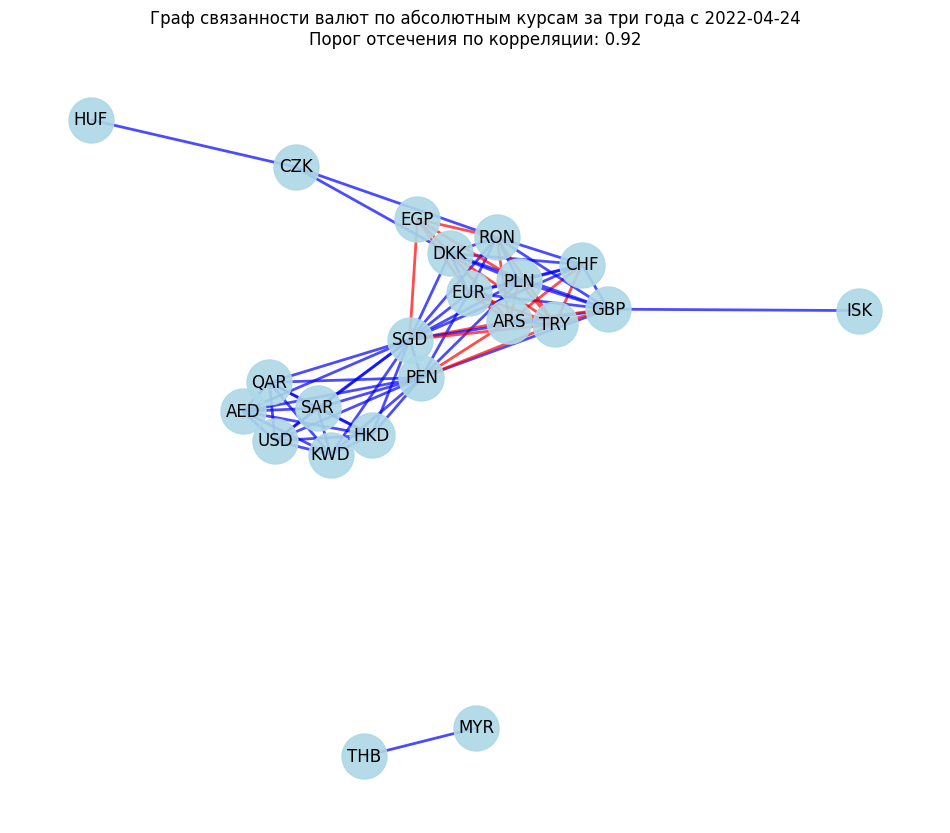 Граф связанности валют по абсолютным курсам за три года с 2022-04-24
Порог отсечения по корреляции: 0.92
HUF
CZK
EGP
RON
DKK
CHF
PLN
EUR
GBP
ISK
ARS
TRY
SGD
PEN
QAR
SAR
AED
HKD
USD
KWD
MYR
THB